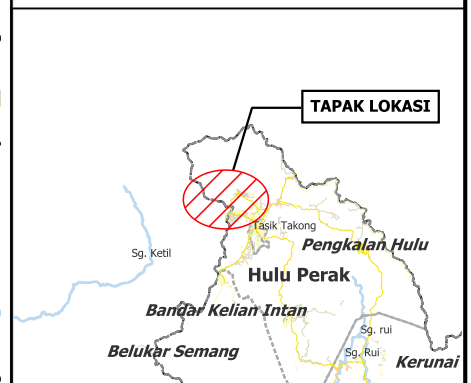 TAPAK LOKASI
Tasik Takong
Pengkalan Hulu
Sg. Ketil
Hulu Perak
Bandar Kelian Intan
Sg. rui
Belukar Semang
Sg. Rui
Kerunai